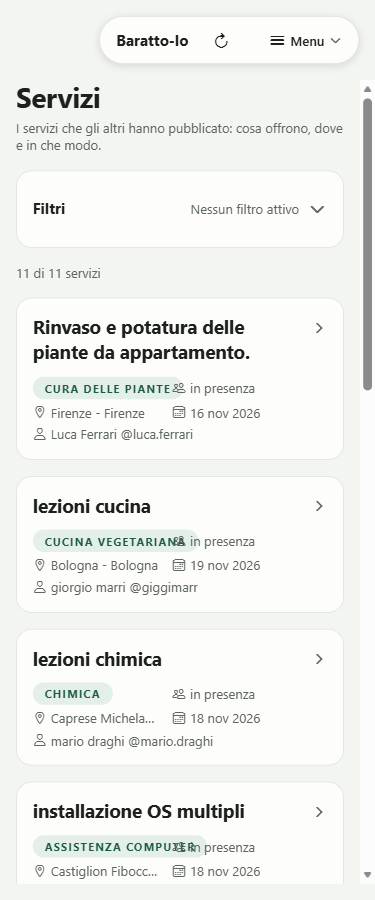 Baratto-lo Menu
Servizi
I servizi che gli altri hanno pubblicato: cosa offrono, dove
e in che modo.
Filtri Nessun filtro attivo
11 di 11 servizi
Rinvaso e potatura delle
piante da appartamento.
CURA DELLE PIANTE in presenza
Firenze - Firenze 16 nov 2026
Luca Ferrari @luca.ferrari
lezioni cucina
CUCINA VEGETARIANA in presenza
Bologna - Bologna 19 nov 2026
giorgio marri @giggimarr
lezioni chimica
CHIMICA in presenza
Caprese Michela... 18 nov 2026
mario draghi @mario.draghi
installazione OS multipli
ASSISTENZA COMPUTER in presenza
Castiglion Fibocc... 18 nov 2026